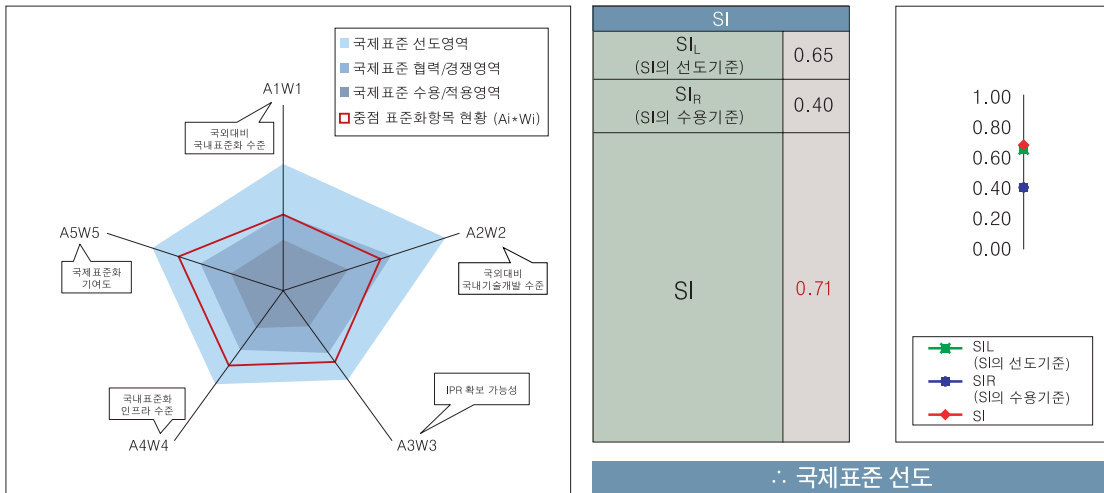 국제표준 선도영역
국제표준 협력/경쟁영역
국제표준 수용/적용영역
중점 표준화항목 현황 (Ai*Wi)
A1W1
국외대비
국내표준화 수준
A2W2
국외대비
국내기술개발 수준
A5W5
국제표준화
기여도
국내표준화
인프라 수준
A4W4
IPR 확보 가능성
A3W3
SI
SIL
(SI의 선도기준)
0.65
SIR
(SI의 수용기준)
0.40
SI
0.71
1.00
0.80
0.60
0.40
0.20
0.00
SIL
(SI의 선도기준)
SIR
(SI의 수용기준)
SI
∴ 국제표준 선도